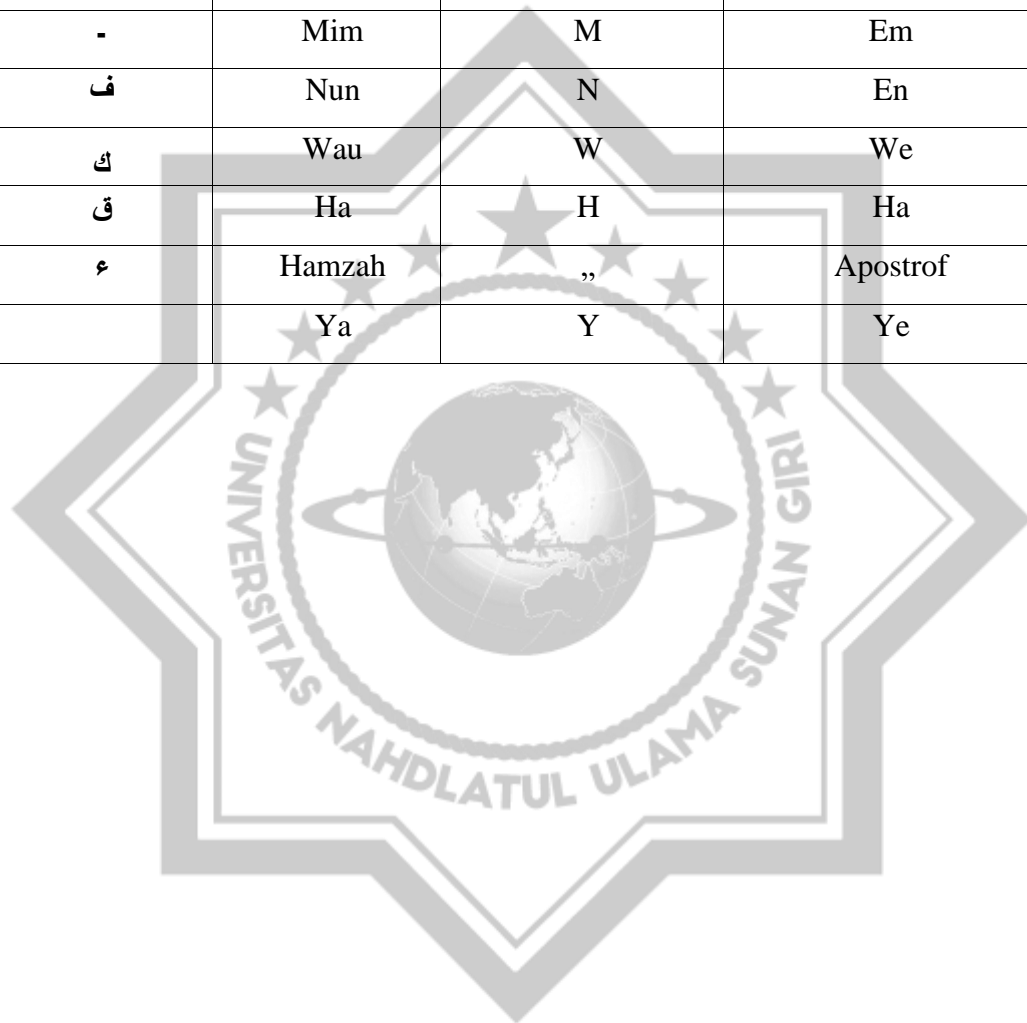 - Mim M Em
ف Nun N En
ك Wau W We
ق Ha H Ha
ء Hamzah „ Apostrof
Ya Y Ye
UNIVERSITAS NAHDLATUL ULAMA SUNAN GIRI